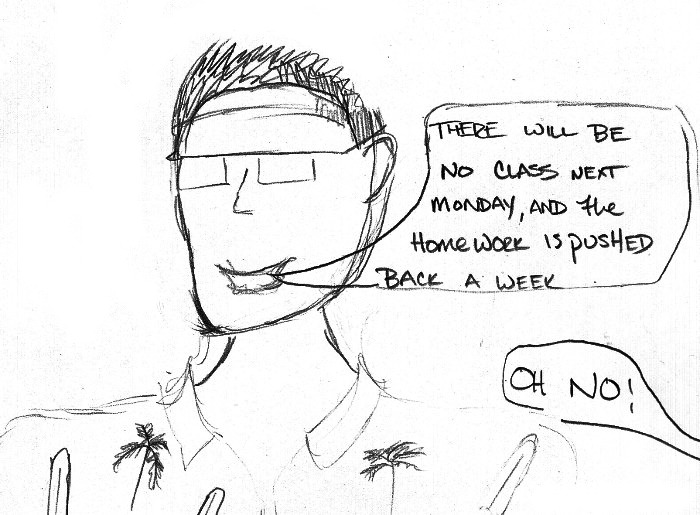 THERE WILL BE
NO CLASS NEXT
MONDAY, AND the
HOMEWORK IS PUSHED
BACK A WEEK
OH NO!